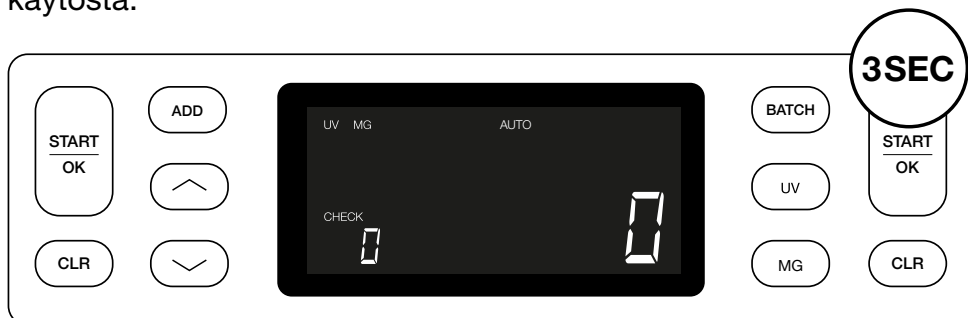 käytöstä.
3SEC
START
OK
ADD
CLR
UV MG AUTO
CHECK
0 0
BATCH
UV
MG
START
OK
CLR